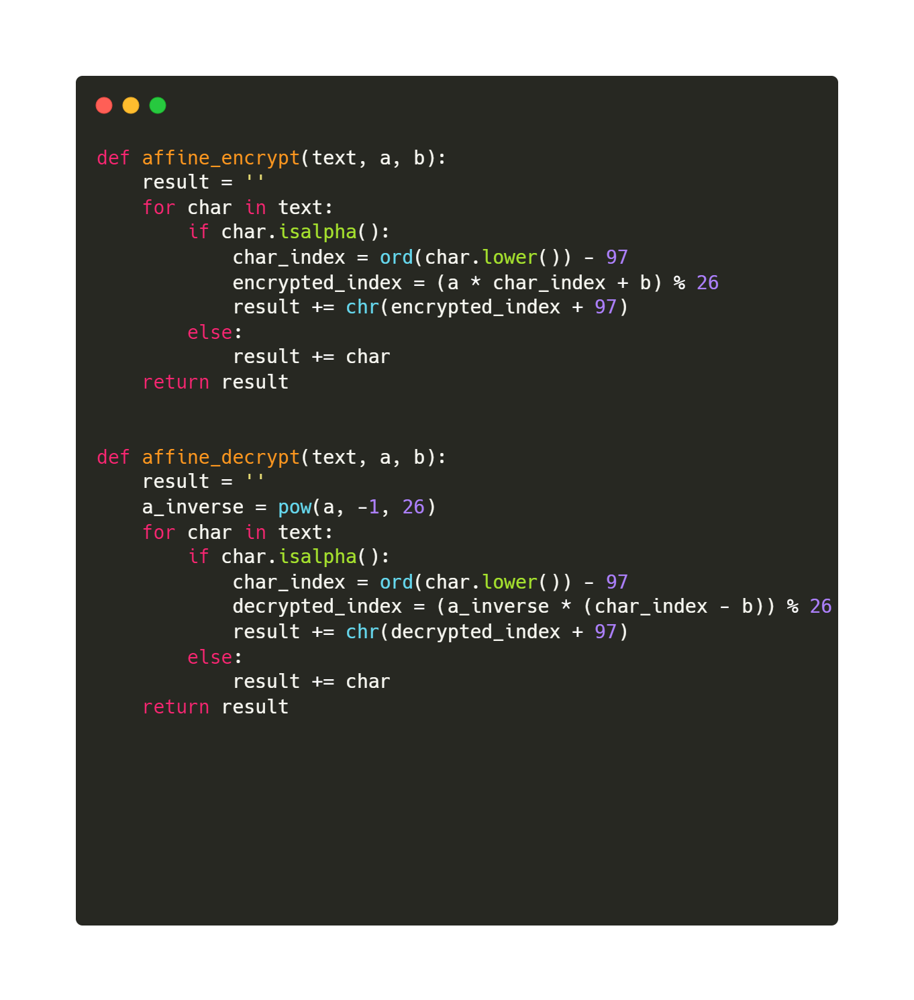 def affine_encrypt(text, a, b):
    result = ''
    for char in text:
        if char.isalpha():
            char_index = ord(char.lower()) - 97
            encrypted_index = (a * char_index + b) % 26
            result += chr(encrypted_index + 97)
        else:
            result += char
    return result

def affine_decrypt(text, a, b):
    result = ''
    a_inverse = pow(a, -1, 26)
    for char in text:
        if char.isalpha():
            char_index = ord(char.lower()) - 97
            decrypted_index = (a_inverse * (char_index - b)) % 26
            result += chr(decrypted_index + 97)
        else:
            result += char
    return result